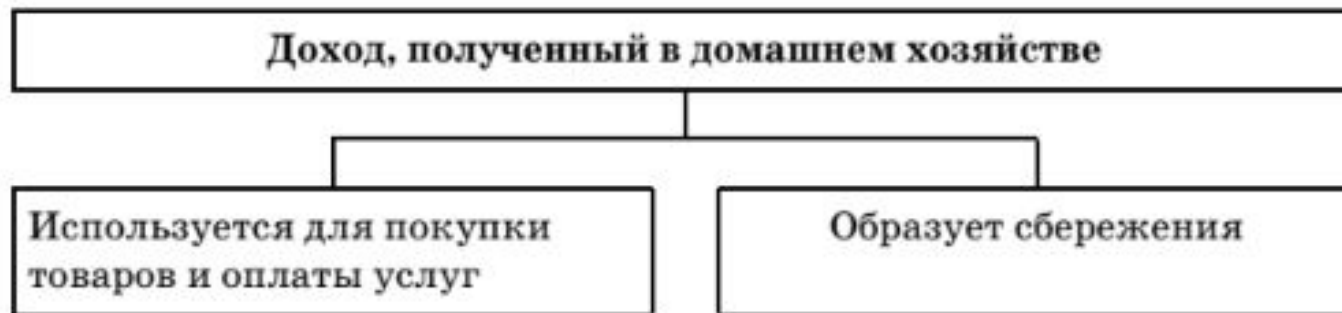 Доход, полученный в домашнем хозяйстве
Используется для покупки
товаров и оплаты услуг
Образует сбережения